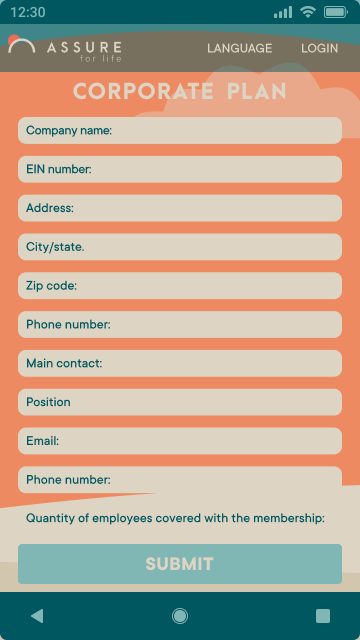 12:30
ASSURE
for life
LANGUAGE
LOGIN
CORPORATE PLAN
Company name:
EIN number:
Address:
City/state.
Zip code:
Phone number:
Main contact:
Position
Email:
Phone number:
Quantity of employees covered with the membership:
SUBMIT